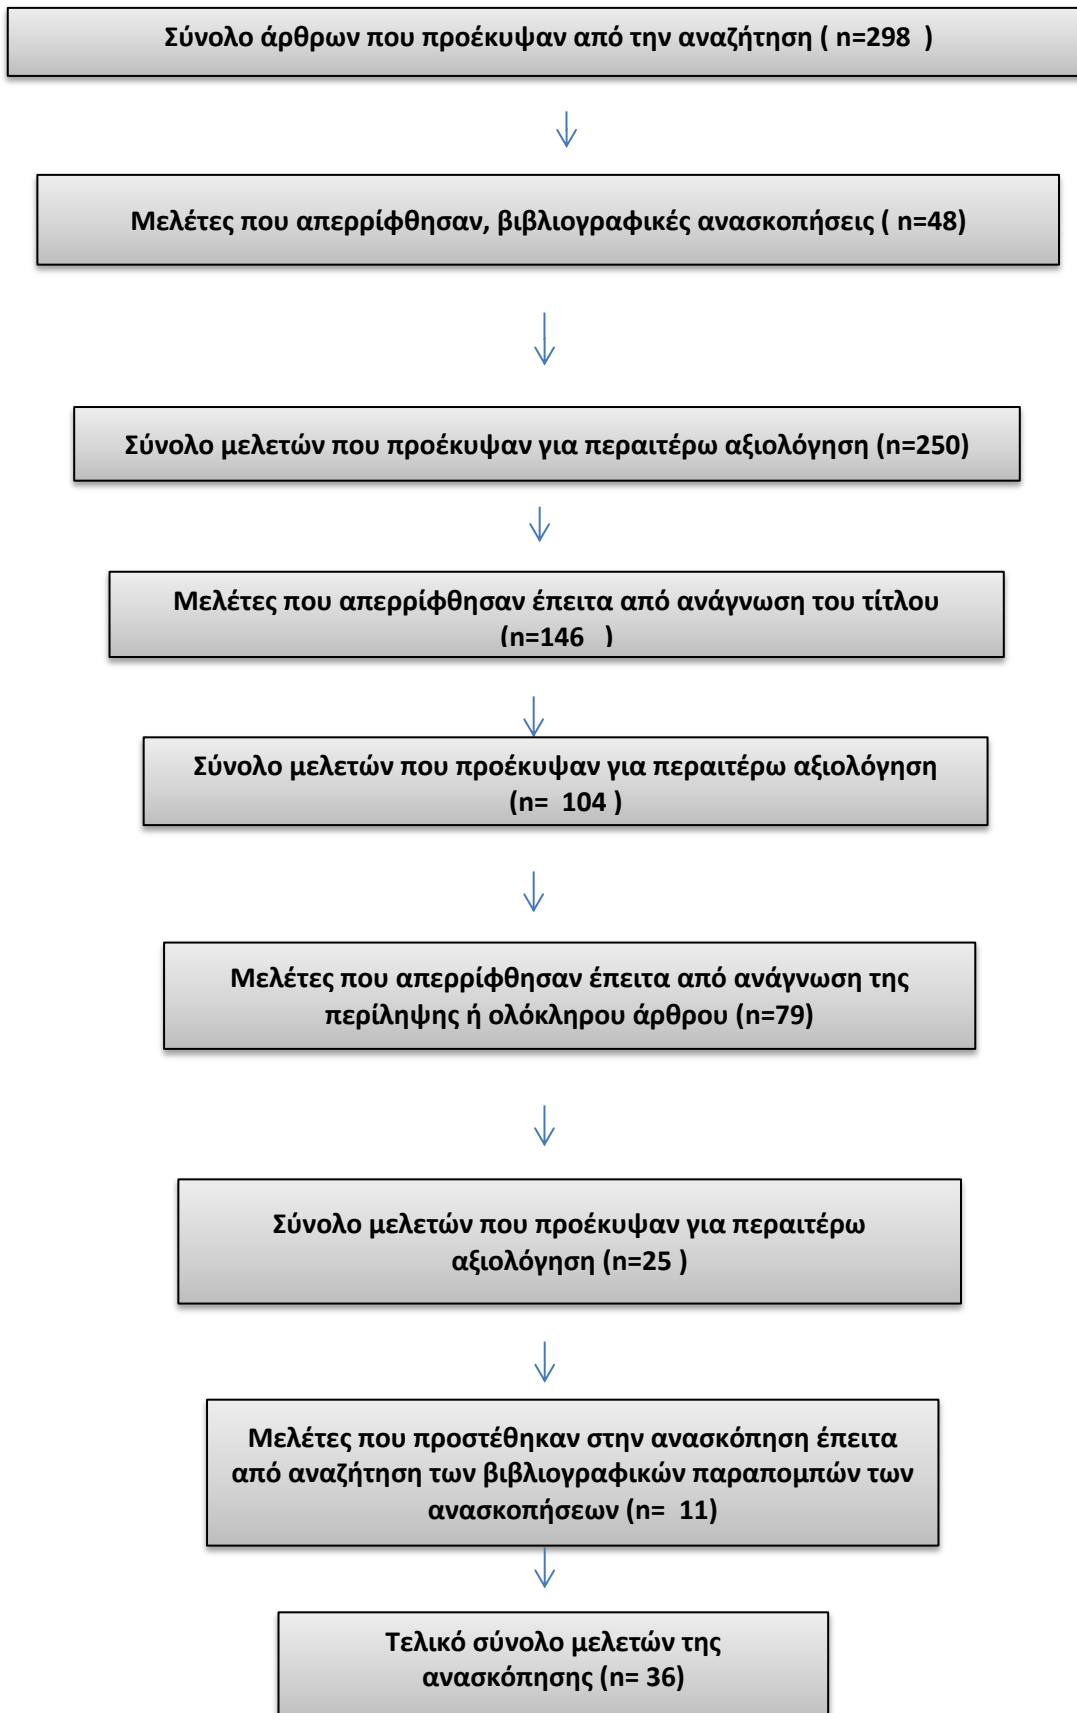 Σύνολο άρθρων που προέκυψαν από την αναζήτηση ( n=298  )
Μελέτες που απερρίφθησαν, βιβλιογραφικές ανασκοπήσεις ( n=48)
Σύνολο μελετών που προέκυψαν για περαιτέρω αξιολόγηση (n=250)
Μελέτες που απερρίφθησαν έπειτα από ανάγνωση του τίτλου
(n=146   )
Σύνολο μελετών που προέκυψαν για περαιτέρω αξιολόγηση
(n=  104 )
Μελέτες που απερρίφθησαν έπειτα από ανάγνωση της
περίληψης ή ολόκληρου άρθρου (n=79)
Σύνολο μελετών που προέκυψαν για περαιτέρω
αξιολόγηση (n=25 )
Μελέτες που προστέθηκαν στην ανασκόπηση έπειτα
από αναζήτηση των βιβλιογραφικών παραπομπών των
ανασκοπήσεων (n=  11)
Τελικό σύνολο μελετών της
ανασκόπησης (n= 36)